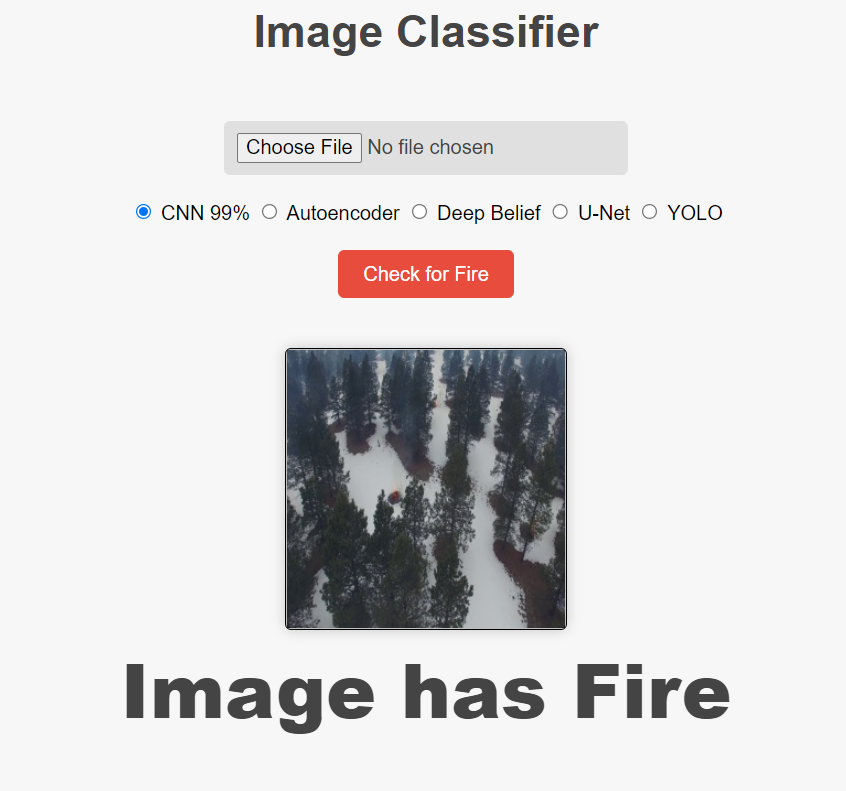 Image Classifier
Choose File No file chosen
CNN 99% Autoencoder Deep Belief U-Net YOLO
Check for Fire
Image has Fire